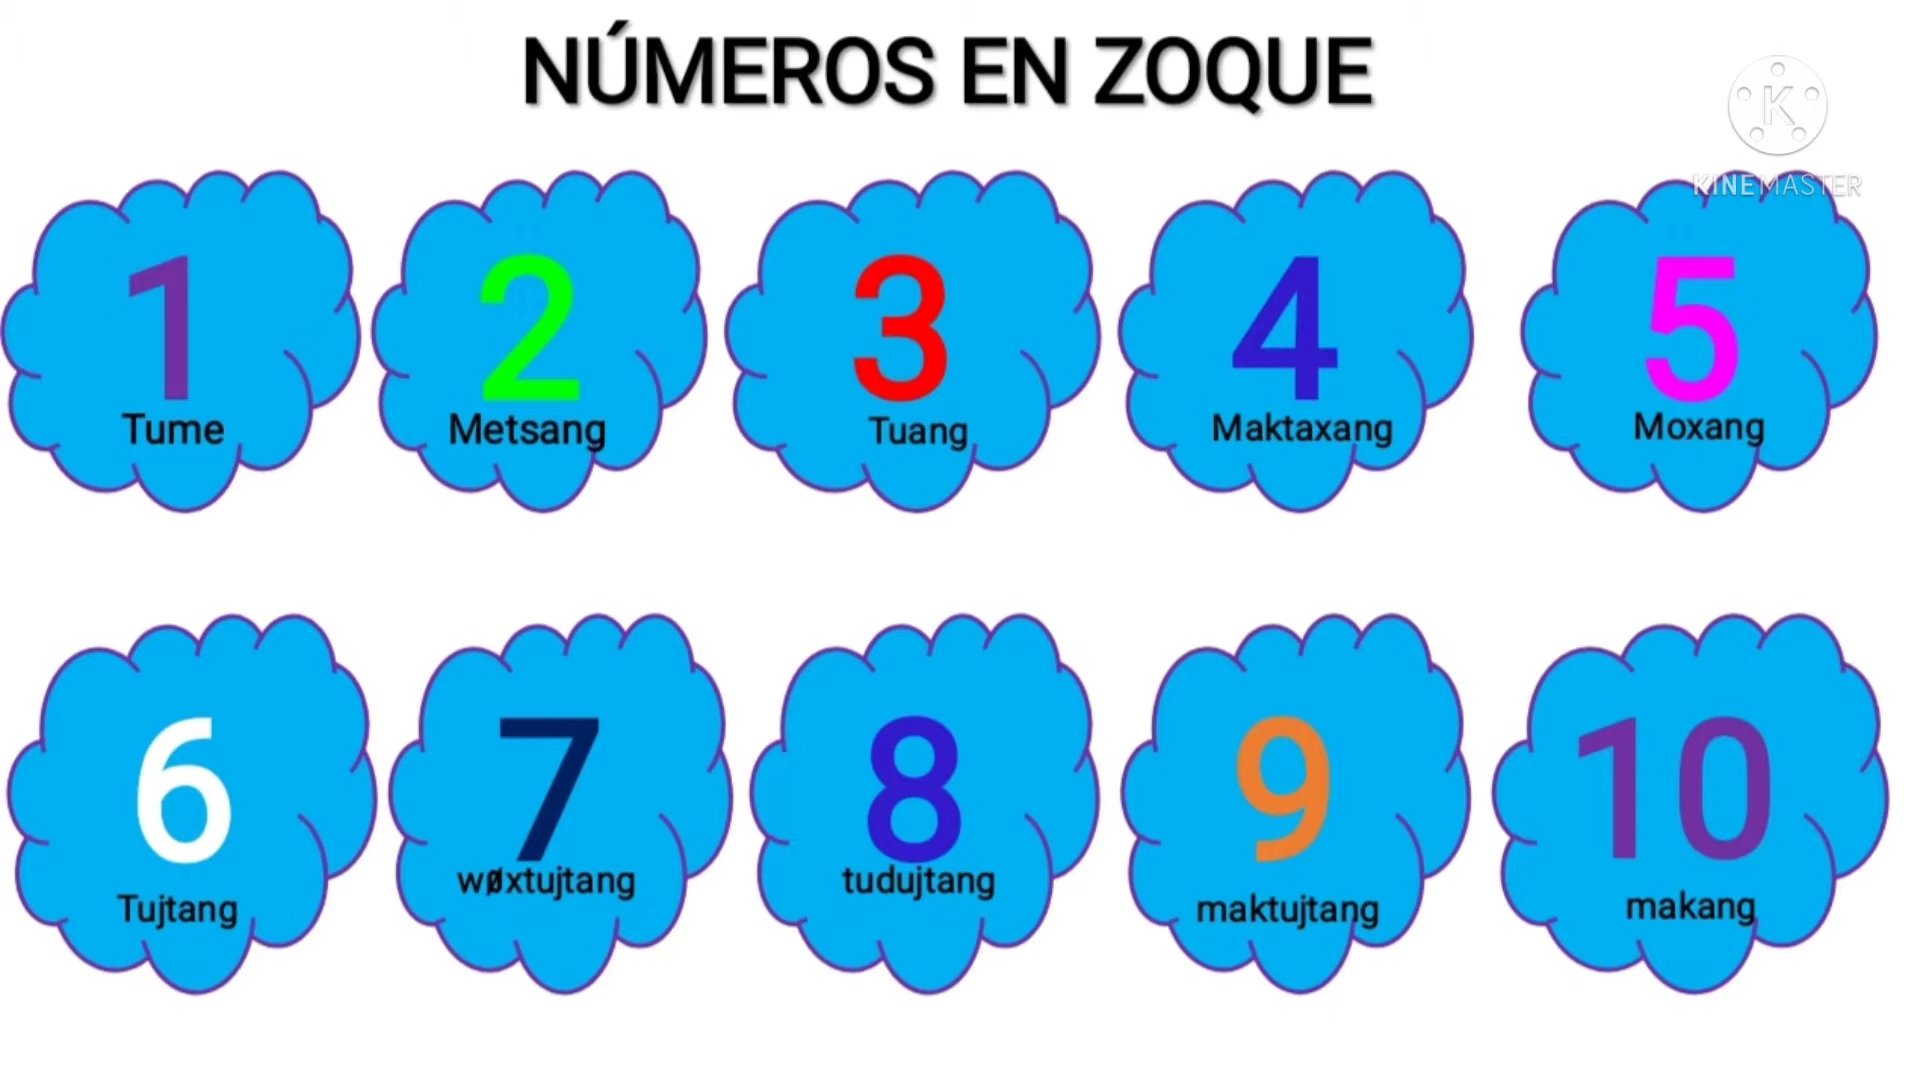 NÚMEROS EN ZOQUE
K
KINEMASTER
1
Tume
2
Metsang
3
Tuang
4
Maktaxang
5
Moxang
6
Tujtang
7
wøxtujtang
8
tudujtang
9
maktujtang
10
makang